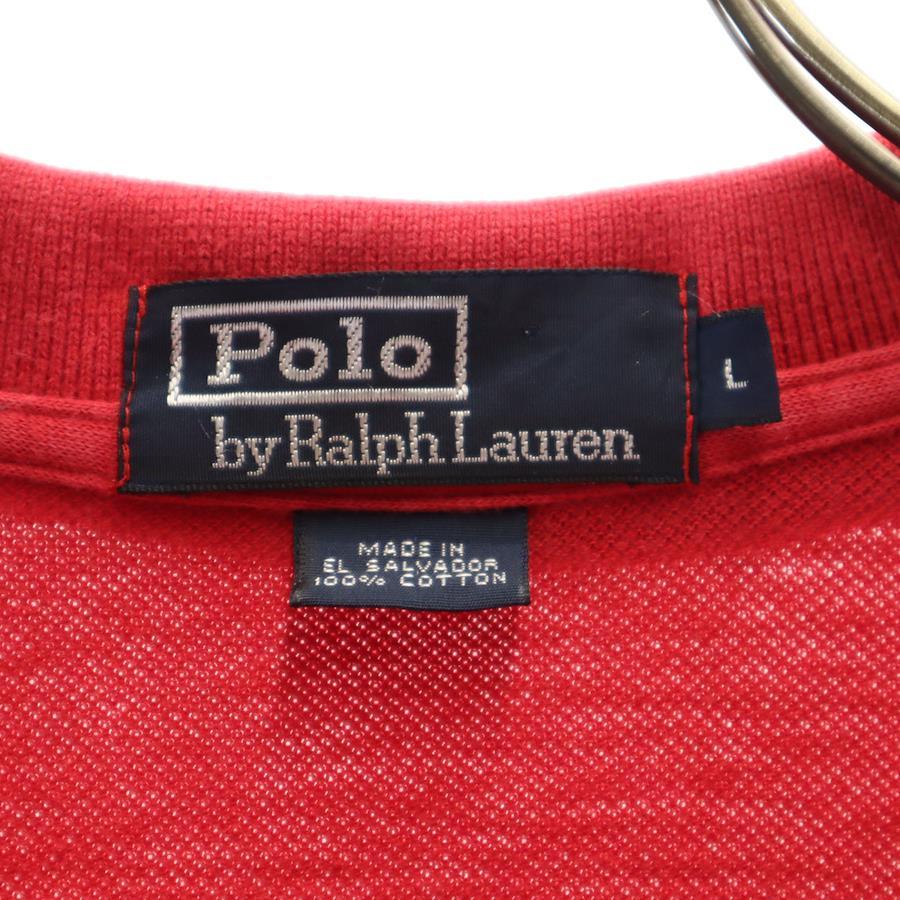 Polo
by Ralph Lauren
L
MADE IN
EL SALVADOR
100% COTTON